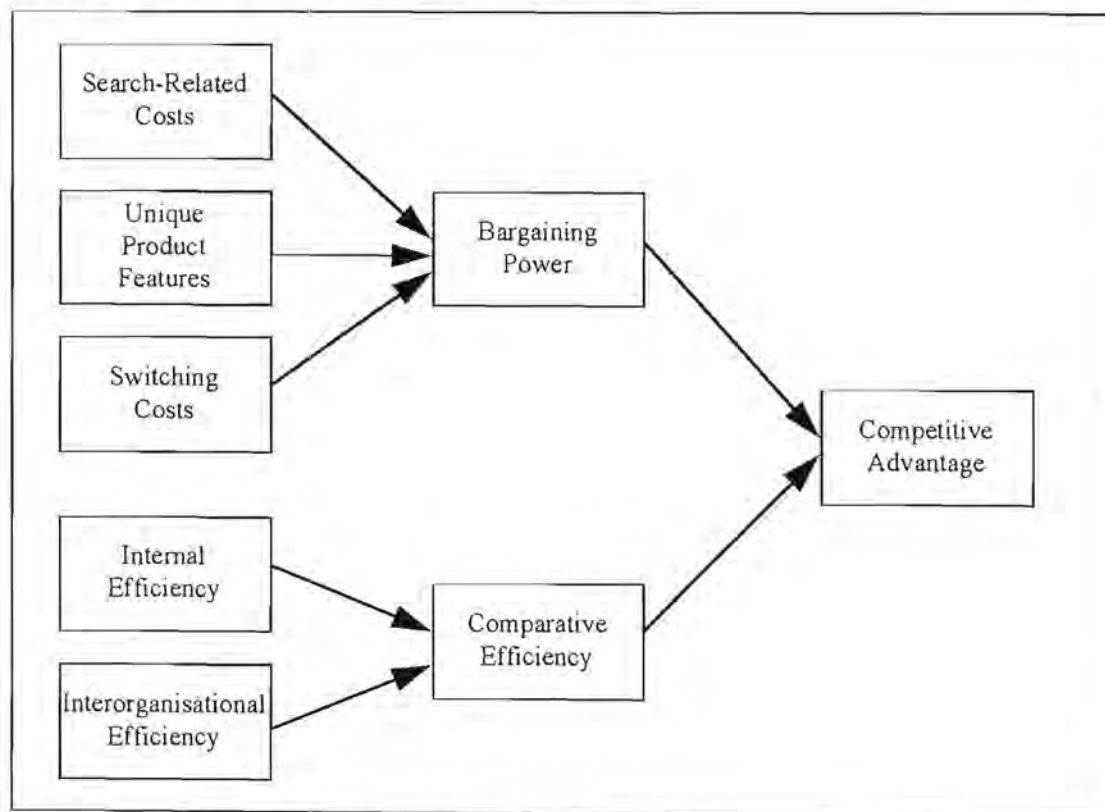 Search-Related
Costs
Unique
Product
Features
Switching
Costs
Bargaining
Power
Competitive
Advantage
Internal
Efficiency
Interorganisational
Efficiency
Comparative
Efficiency